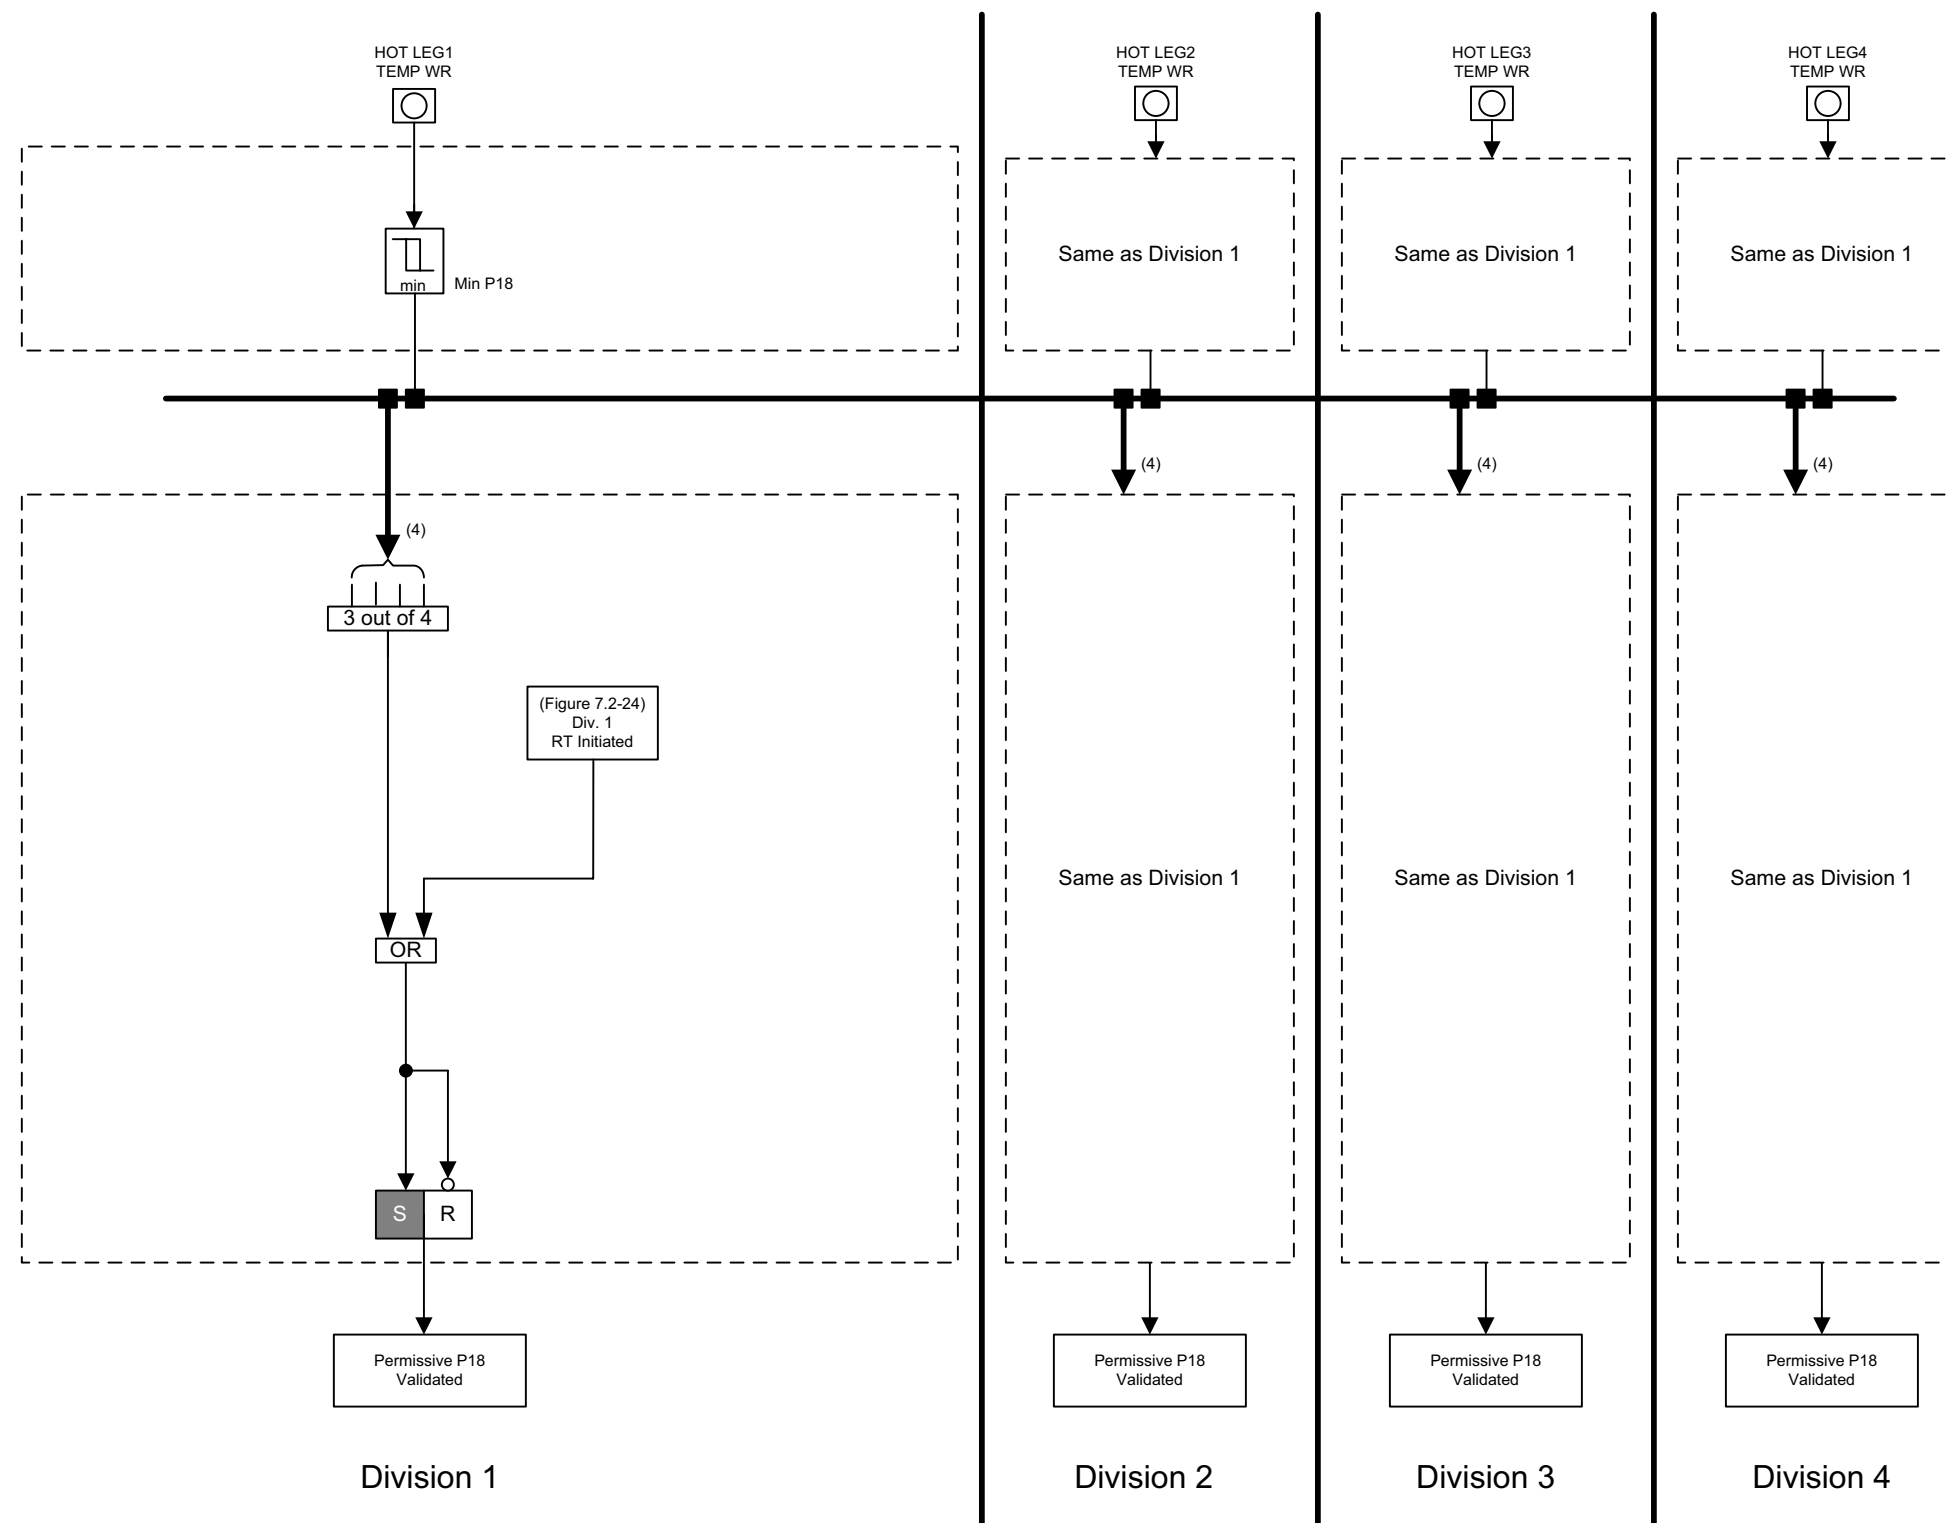 HOT LEG1
TEMP WR
HOT LEG2
TEMP WR
HOT LEG3
TEMP WR
HOT LEG4
TEMP WR
min
Min P18
Same as Division 1
Same as Division 1
Same as Division 1
(4)
(4)
(4)
(4)
3 out of 4
(Figure 7.2-24)
Div. 1
RT Initiated
Same as Division 1
Same as Division 1
Same as Division 1
OR
S
R
Permissive P18
Validated
Permissive P18
Validated
Permissive P18
Validated
Permissive P18
Validated
Division 1
Division 2
Division 3
Division 4